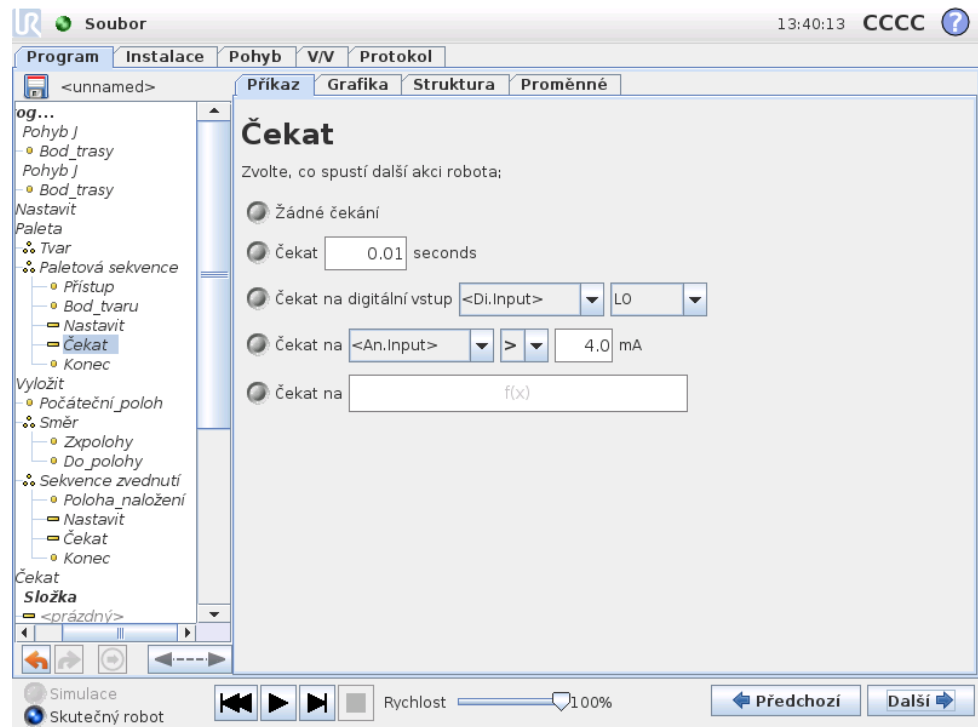 UR Soubor 13:40:13 CCCC ?
Program Instalace Pohyb V/V Protokol
<unnamed>
Příkaz Grafika Struktura Proměnné
og...
Pohyb J
Bod_trasy
Pohyb J
Bod_trasy
Nastavit
Paleta
Tvar
Paletová sekvence
Přístup
Bod_tvaru
Nastavit
Čekat
Konec
Vyložit
Počáteční_poloh
Směr
Zxpolohy
Do_polohy
Sekvence zvednutí
Poloha_naložení
Nastavit
Čekat
Konec
Čekat
Složka
<prázdný>
Čekat
Zvolte, co spustí další akci robota;
Žádné čekání
Čekat 0.01 seconds
Čekat na digitální vstup <Di.Input> LO
Čekat na <An.Input> > 4.0 mA
Čekat na f(x)
Simulace
Skutečný robot
Rychlost 100%
Předchozí Další